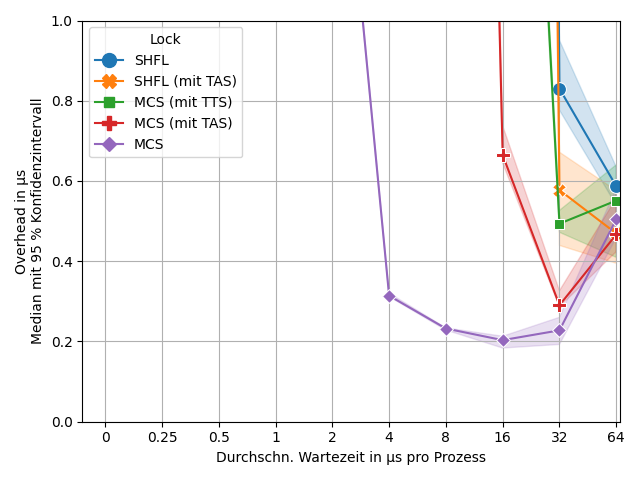 Lock
SHFL
SHFL (mit TAS)
MCS (mit TTS)
MCS (mit TAS)
MCS
Overhead in µs
Median mit 95 % Konfidenzintervall
1.0
0.8
0.6
0.4
0.2
0.0
0 0.25 0.5 1 2 4 8 16 32 64
Durchschn. Wartezeit in µs pro Prozess